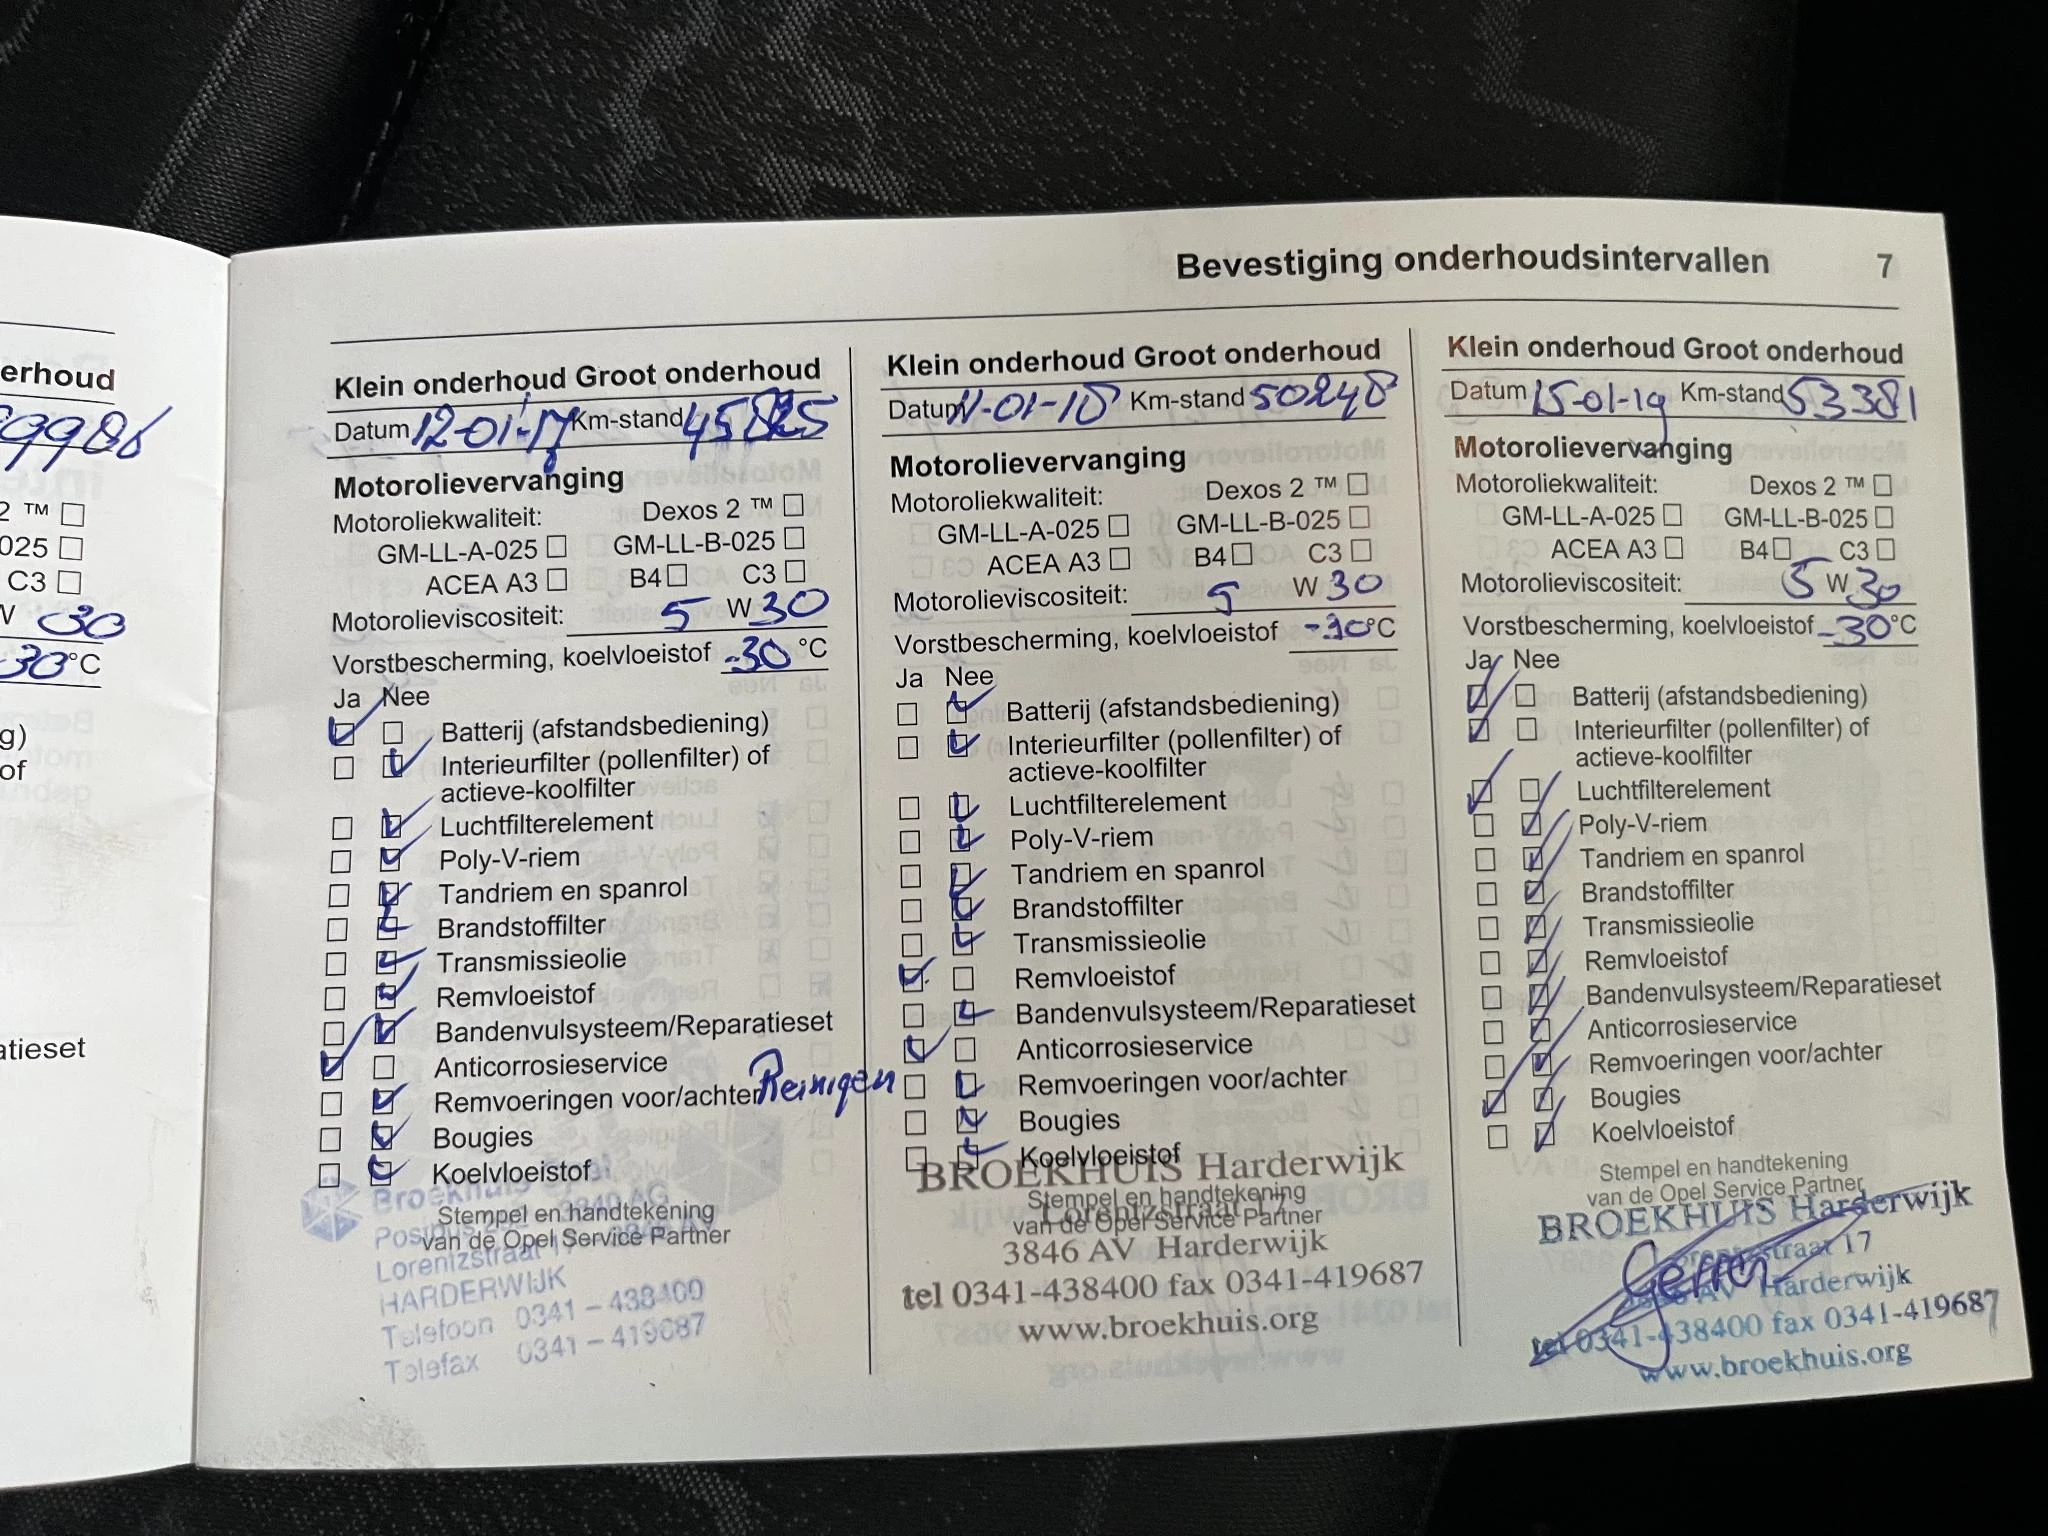 Bevestiging onderhoudsintervallen 7
erhoud
99986
2 ™
025
C3
W 30
-30°C
g)
of
atieset
Klein onderhoud Groot onderhoud
Datum 12-01-17 Km-stand 45825
Motorolievervanging
Motoroliekwaliteit: Dexos 2 ™
GM-LL-A-025 GM-LL-B-025
ACEA A3 B4 C3
Motorolieviscositeit: 5 W 30
Vorstbescherming, koelvloeistof -30 °C
Ja Nee
Batterij (afstandsbediening)
Interieurfilter (pollenfilter) of
actieve-koolfilter
Luchtfilterelement
Poly-V-riem
Tandriem en spanrol
Brandstoffilter
Transmissieolie
Remvloeistof
Bandenvulsysteem/Reparatieset
Anticorrosieservice
Remvoeringen voor/achter Reinigen
Bougies
Koelvloeistof
Broekhuis
Stempel en handtekening
van de Opel Service Partner
Lorentzstraat 17
HARDERWIJK
Telefoon 0341 - 438400
Telefax 0341 - 419687
Klein onderhoud Groot onderhoud
Datum 11-01-18 Km-stand 50248
Motorolievervanging
Motoroliekwaliteit: Dexos 2 ™
GM-LL-A-025 GM-LL-B-025
ACEA A3 B4 C3
Motorolieviscositeit: 5 W 30
Vorstbescherming, koelvloeistof -30°C
Ja Nee
Batterij (afstandsbediening)
Interieurfilter (pollenfilter) of
actieve-koolfilter
Luchtfilterelement
Poly-V-riem
Tandriem en spanrol
Brandstoffilter
Transmissieolie
Remvloeistof
Bandenvulsysteem/Reparatieset
Anticorrosieservice
Remvoeringen voor/achter
Bougies
Koelvloeistof
BROEKHUIS Harderwijk
Stempel en handtekening
Lorentzstraat 17
van de Opel Service Partner
3846 AV Harderwijk
tel 0341-438400 fax 0341-419687
www.broekhuis.org
Klein onderhoud Groot onderhoud
Datum 15-01-19 Km-stand 53381
Motorolievervanging
Motoroliekwaliteit: Dexos 2 ™
GM-LL-A-025 GM-LL-B-025
ACEA A3 B4 C3
Motorolieviscositeit: 5 W 30
Vorstbescherming, koelvloeistof -30°C
Ja Nee
Batterij (afstandsbediening)
Interieurfilter (pollenfilter) of
actieve-koolfilter
Luchtfilterelement
Poly-V-riem
Tandriem en spanrol
Brandstoffilter
Transmissieolie
Remvloeistof
Bandenvulsysteem/Reparatieset
Anticorrosieservice
Remvoeringen voor/achter
Bougies
Koelvloeistof
Stempel en handtekening
van de Opel Service Partner
BROEKHUIS Harderwijk
Lorentzstraat 17
3846 AV Harderwijk
tel 0341-438400 fax 0341-419687
www.broekhuis.org